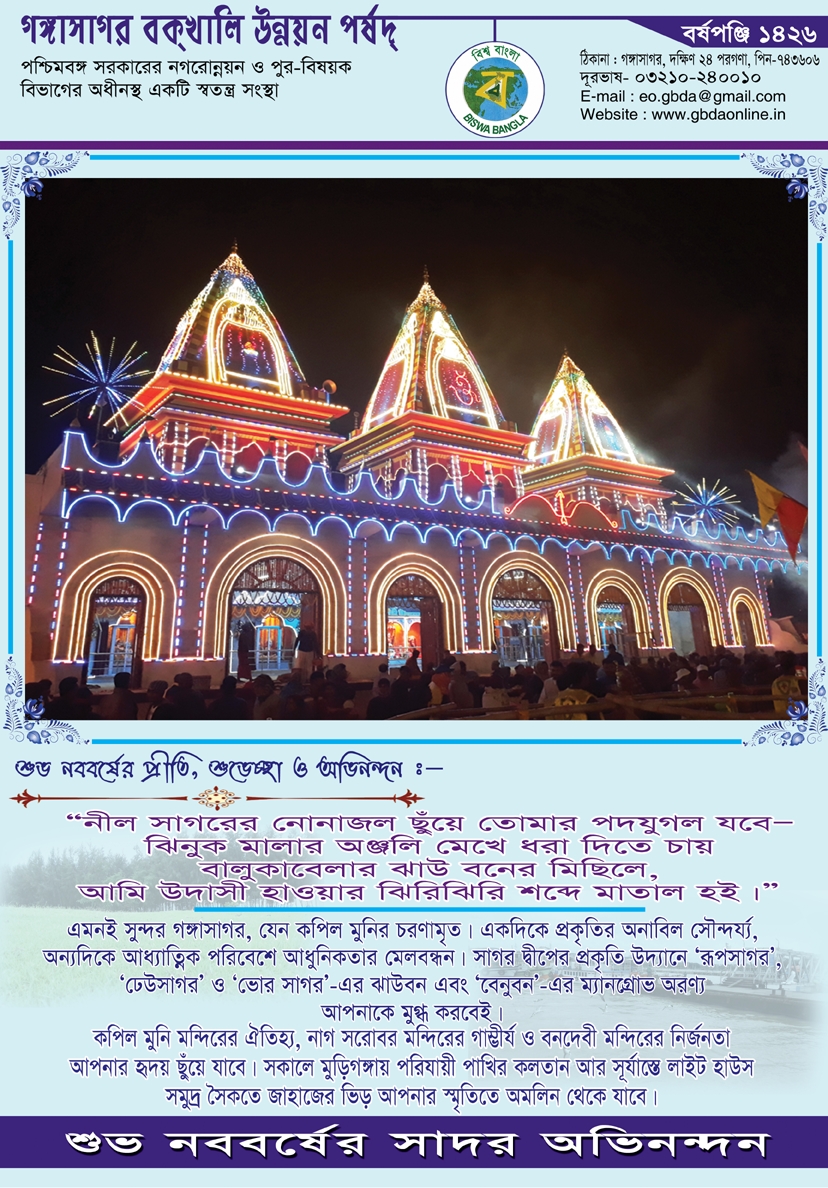 গঙ্গাসাগর বক্‌খালি উন্নয়ন পর্ষদ্
পশ্চিমবঙ্গ সরকারের নগরোন্নয়ন ও পুর-বিষয়ক
বিভাগের অধীনস্থ একটি স্বতন্ত্র সংস্থা
বিশ্ব বাংলা
ব
BISWA BANGLA
বর্ষপঞ্জি ১৪২৬
ঠিকানা : গঙ্গাসাগর, দক্ষিণ ২৪ পরগণা, পিন-৭৪৩৬০৬
দূরভাষ- ০৩২১০-২৪০০১০
E-mail : eo.gbda@gmail.com
Website : www.gbdaonline.in
শুভ নববর্ষের প্রীতি, শুভেচ্ছা ও অভিনন্দন ঃ–
“নীল সাগরের নোনাজল ছুঁয়ে তোমার পদযুগল যবে–
ঝিনুক মালার অঞ্জলি মেখে ধরা দিতে চায়
বালুকাবেলার ঝাউ বনের মিছিলে,
আমি উদাসী হাওয়ার ঝিরিঝিরি শব্দে মাতাল হই ।”
এমনই সুন্দর গঙ্গাসাগর, যেন কপিল মুনির চরণামৃত। একদিকে প্রকৃতির অনাবিল সৌন্দর্য্য,
অন্যদিকে আধ্যাত্মিক পরিবেশে আধুনিকতার মেলবন্ধন। সাগর দ্বীপের প্রকৃতি উদ্যানে ‘রূপসাগর’,
‘ঢেউসাগর’ ও ‘ভোর সাগর’-এর ঝাউবন এবং ‘বেনুবন’-এর ম্যানগ্রোভ অরণ্য
আপনাকে মুগ্ধ করবেই।
কপিল মুনি মন্দিরের ঐতিহ্য, নাগ সরোবর মন্দিরের গাম্ভীর্য ও বনদেবী মন্দিরের নির্জনতা
আপনার হৃদয় ছুঁয়ে যাবে। সকালে মুড়িগঙ্গায় পরিযায়ী পাখির কলতান আর সূর্যাস্তে লাইট হাউস
সমুদ্র সৈকতে জাহাজের ভিড় আপনার স্মৃতিতে অমলিন থেকে যাবে।
শুভ নববর্ষের সাদর অভিনন্দন